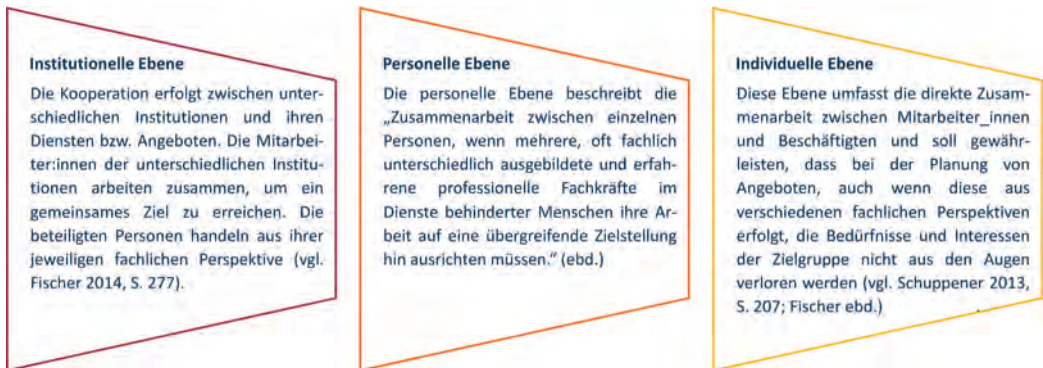 Institutionelle Ebene
Die Kooperation erfolgt zwischen unter-
schiedlichen Institutionen und ihren
Diensten bzw. Angeboten. Die Mitarbei-
ter:innen der unterschiedlichen Institu-
tionen arbeiten zusammen, um ein
gemeinsames Ziel zu erreichen. Die
beteiligten Personen handeln aus ihrer
jeweiligen fachlichen Perspektive (vgl.
Fischer 2014, S. 277).
Personelle Ebene
Die personelle Ebene beschreibt die
„Zusammenarbeit zwischen einzelnen
Personen, wenn mehrere, oft fachlich
unterschiedlich ausgebildete und erfah-
rene professionelle Fachkräfte im
Dienste behinderter Menschen ihre Ar-
beit auf eine übergreifende Zielstellung
hin ausrichten müssen.“ (ebd.)
Individuelle Ebene
Diese Ebene umfasst die direkte Zusam-
menarbeit zwischen Mitarbeiter_innen
und Beschäftigten und soll gewähr-
leisten, dass bei der Planung von
Angeboten, auch wenn diese aus
verschiedenen fachlichen Perspektiven
erfolgt, die Bedürfnisse und Interessen
der Zielgruppe nicht aus den Augen
verloren werden (vgl. Schuppener 2013,
S. 207; Fischer ebd.)